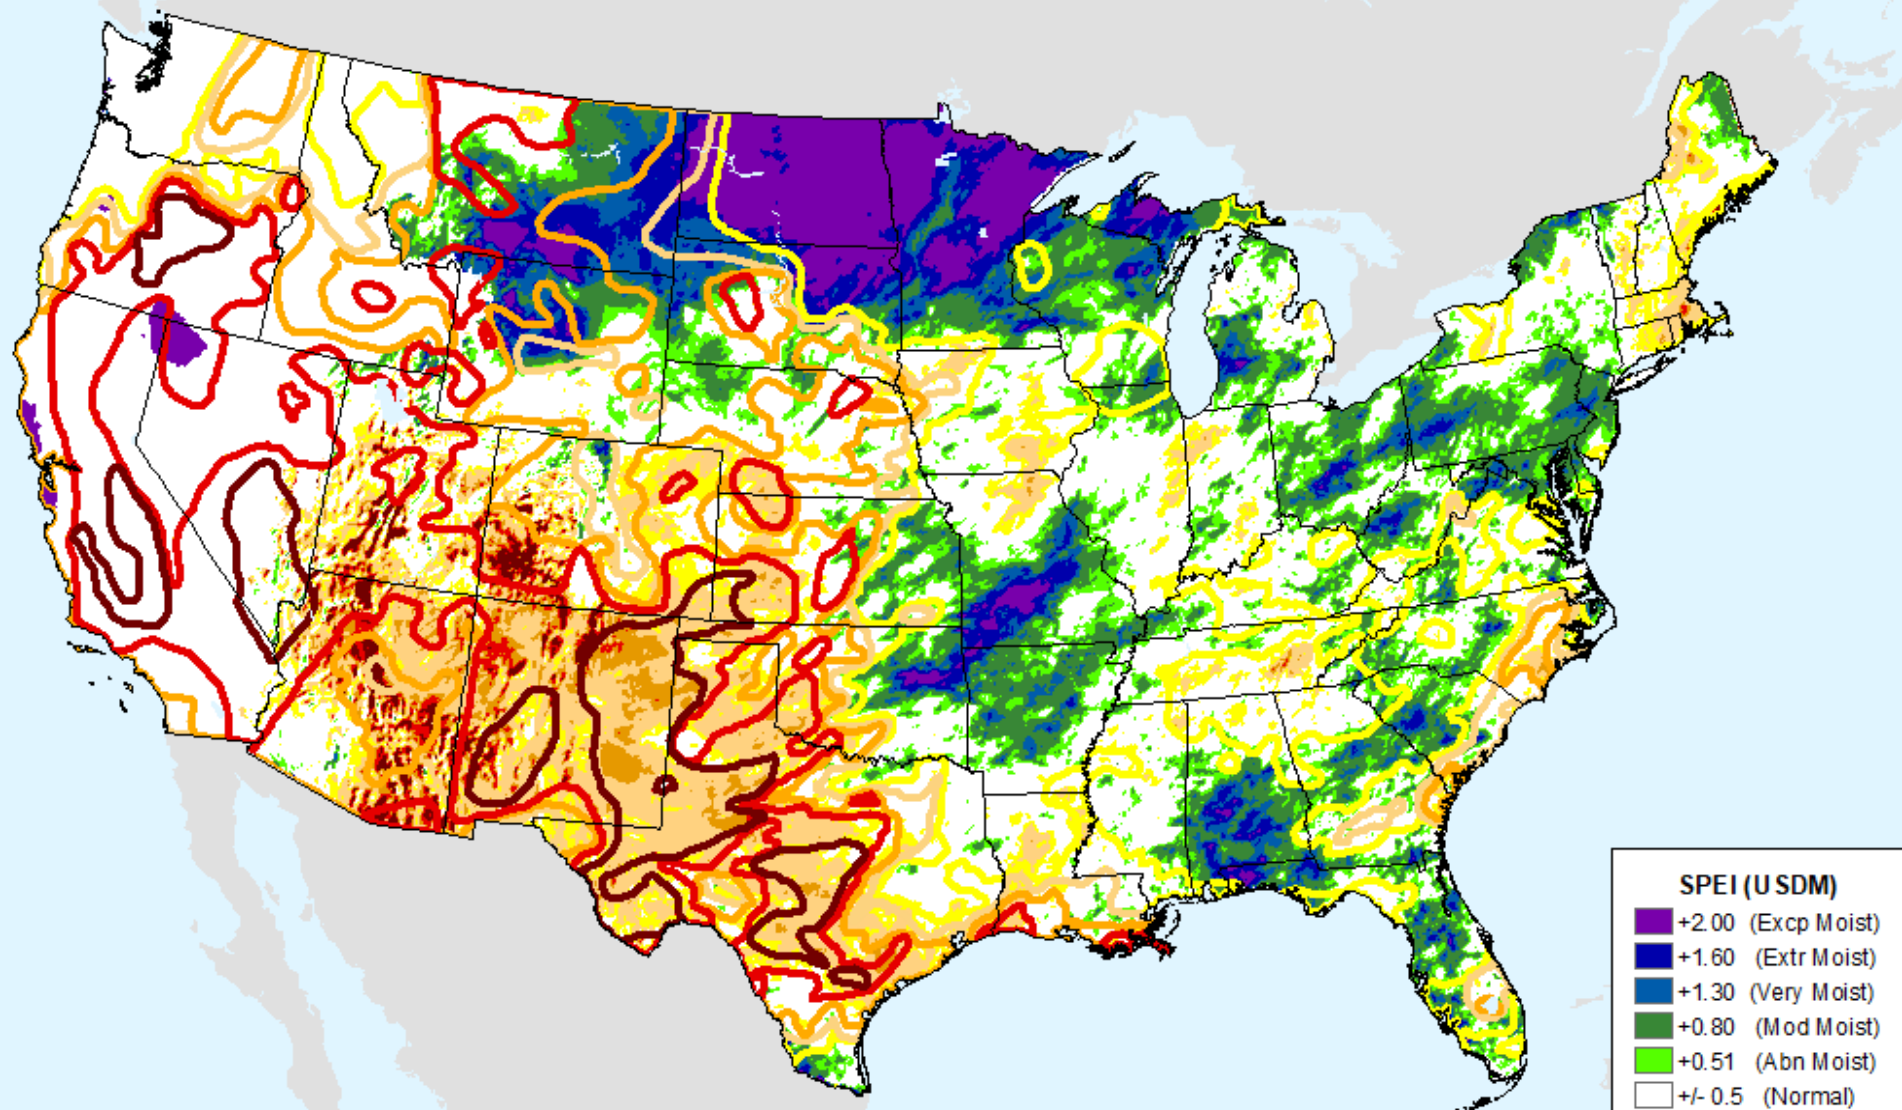 SPEI (USDM)
+2.00 (Excp Moist)
+1.60 (Extr Moist)
+1.30 (Very Moist)
+0.80 (Mod Moist)
+0.51 (Abn Moist)
+/- 0.5 (Normal)